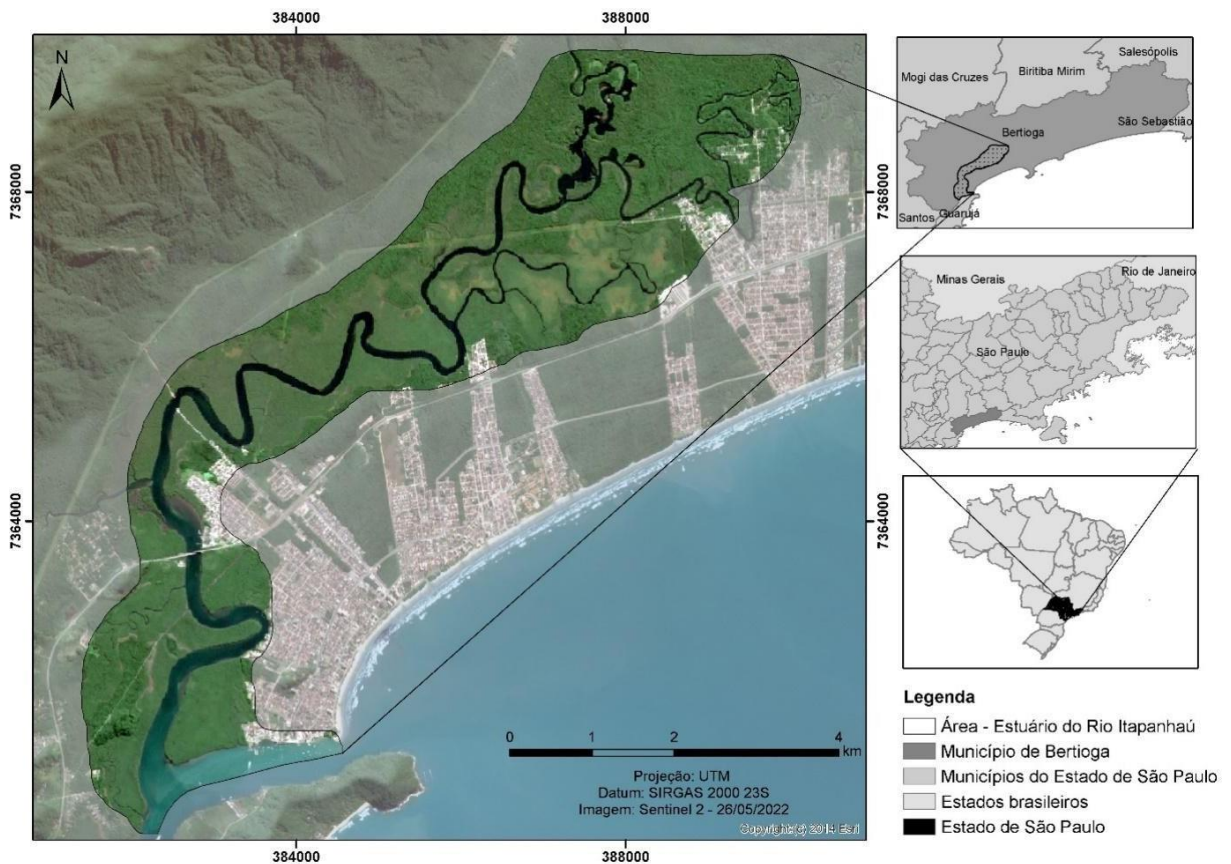 384000
388000
N
7368000
7364000
7368000
7364000
0
1
2
4
km
Projeção: UTM
Datum: SIRGAS 2000 23S
Imagem: Sentinel 2 - 26/05/2022
Copyright:(c) 2014 Esri
384000
388000
Salesópolis
Mogi das Cruzes
Biritiba Mirim
São Sebastião
Bertioga
Guarujá
Santos
Rio de Janeiro
Minas Gerais
São Paulo
Legenda
Área - Estuário do Rio Itapanhaú
Município de Bertioga
Municípios do Estado de São Paulo
Estados brasileiros
Estado de São Paulo